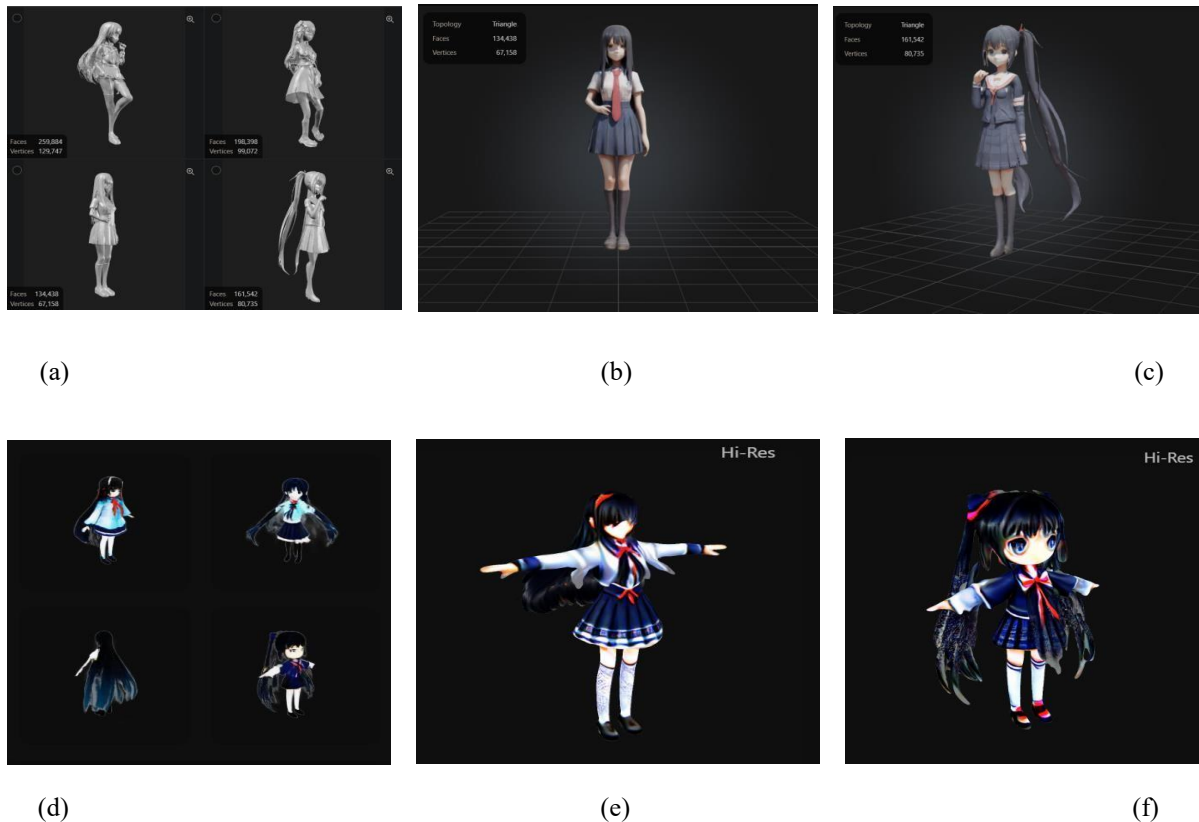 Faces 259,884
Vertices 129,747
Faces 198,398
Vertices 99,072
Faces 134,438
Vertices 67,158
Faces 161,542
Vertices 80,735
Topology Triangle
Faces 134,438
Vertices 67,158
Topology Triangle
Faces 161,542
Vertices 80,735
(a)
(b)
(c)
Hi-Res
Hi-Res
(d)
(e)
(f)